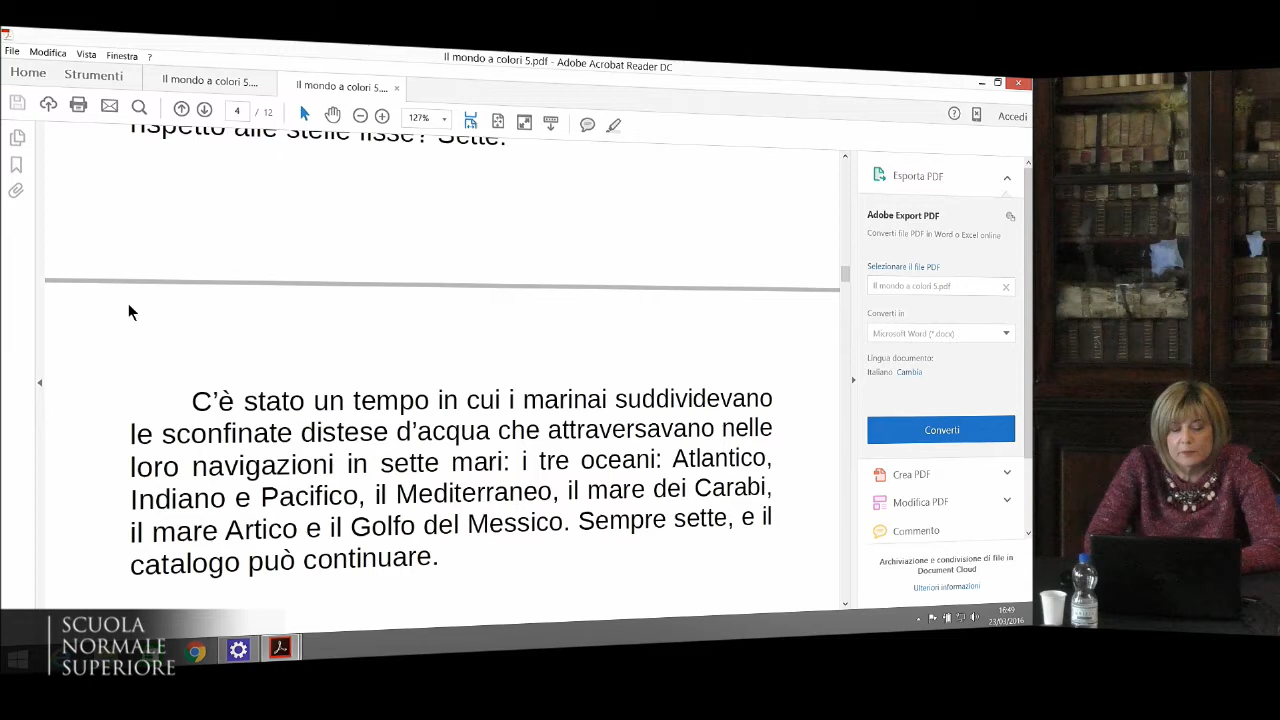 Il mondo a colori 5.pdf - Adobe Acrobat Reader DC
File Modifica Vista Finestra ?
Home Strumenti Il mondo a colori 5.... Il mondo a colori 5.... ×
4 / 12 127% Accedi
rispetto alle stelle fisse? Sette.
C'è stato un tempo in cui i marinai suddividevano
le sconfinate distese d'acqua che attraversavano nelle
loro navigazioni in sette mari: i tre oceani: Atlantico,
Indiano e Pacifico, il Mediterraneo, il mare dei Carabi,
il mare Artico e il Golfo del Messico. Sempre sette, e il
catalogo può continuare.
Esporta PDF
Adobe Export PDF
Converti file PDF in Word o Excel online
Selezionare il file PDF
Il mondo a colori 5.pdf
Converti in
Microsoft Word (*.docx)
Lingua documento:
Italiano Cambia
Converti
Crea PDF
Modifica PDF
Commento
Archiviazione e condivisione di file in
Document Cloud
Ulteriori informazioni
16:49
23/03/2016
SCUOLA
NORMALE
SUPERIORE